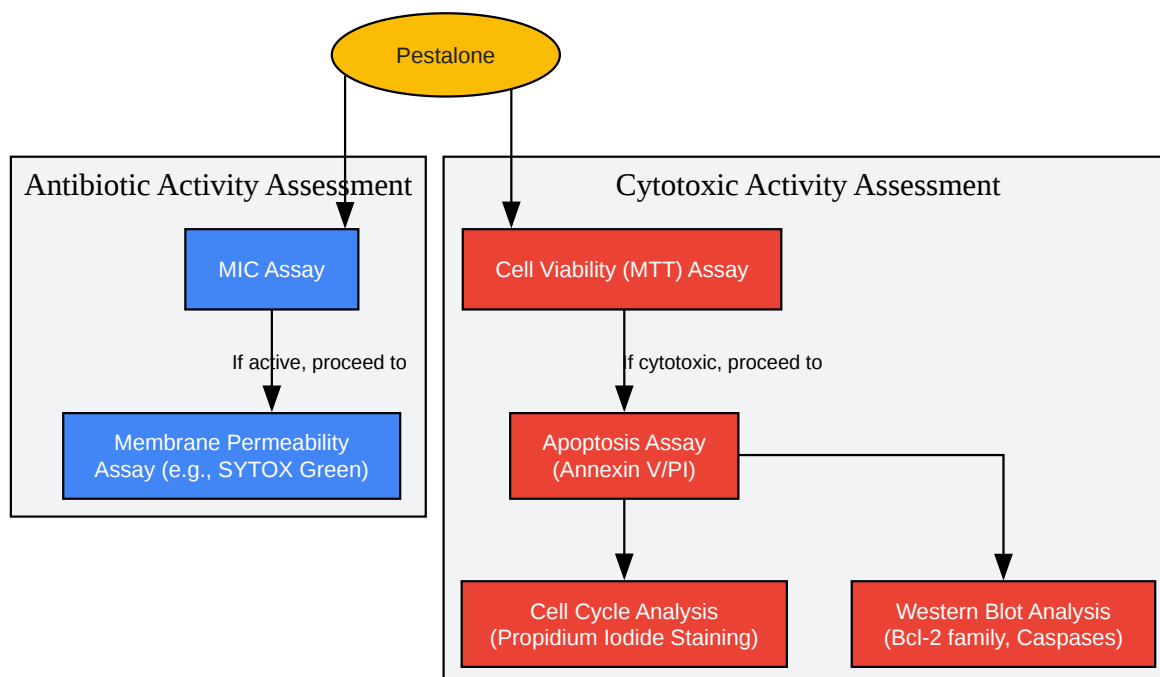 Pestalone
Antibiotic Activity Assessment
MIC Assay
If active, proceed to
Membrane Permeability
Assay (e.g., SYTOX Green)
Cytotoxic Activity Assessment
Cell Viability (MTT) Assay
If cytotoxic, proceed to
Apoptosis Assay
(Annexin V/PI)
Cell Cycle Analysis
(Propidium Iodide Staining)
Western Blot Analysis
(Bcl-2 family, Caspases)